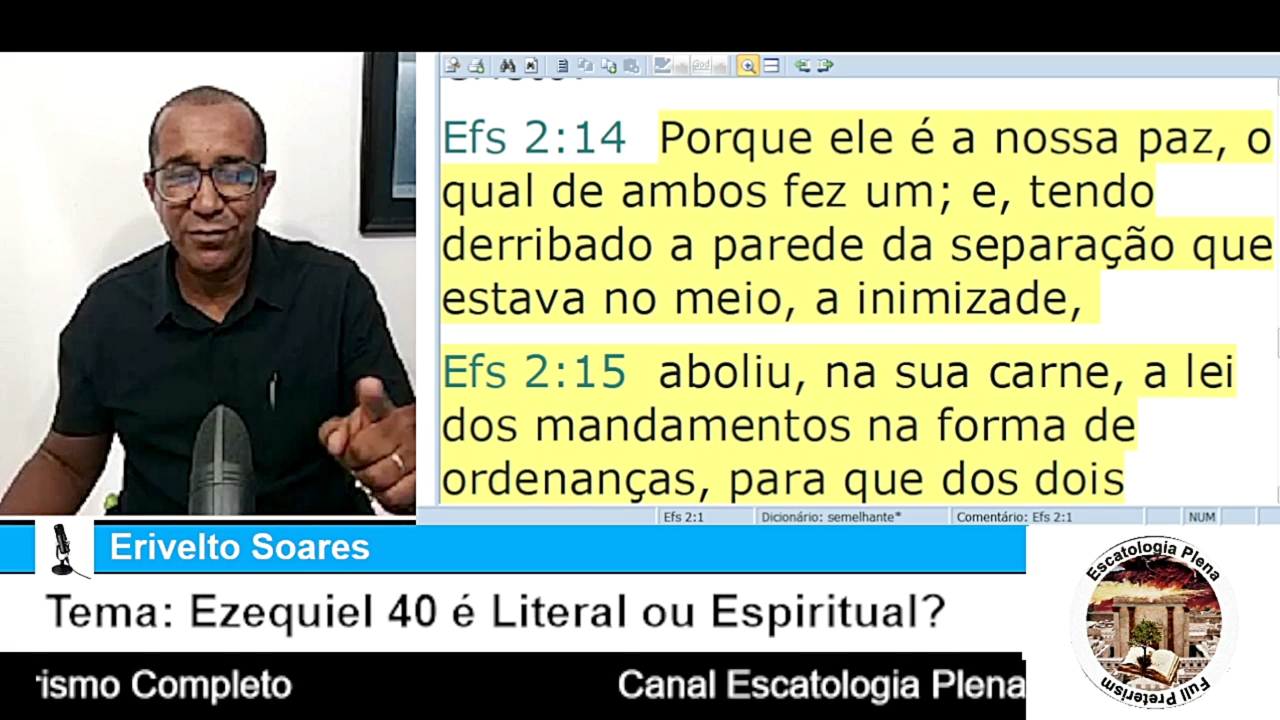 Efs 2:14 Porque ele é a nossa paz, o
qual de ambos fez um; e, tendo
derribado a parede da separação que
estava no meio, a inimizade,
Efs 2:15 aboliu, na sua carne, a lei
dos mandamentos na forma de
ordenanças, para que dos dois
Efs 2:1 Dicionário: semelhante* Comentário: Efs 2:1 NUM
Erivelto Soares
Tema: Ezequiel 40 é Literal ou Espiritual?
Escatologia Plena
Full Preterism
rismo Completo Canal Escatologia Plena